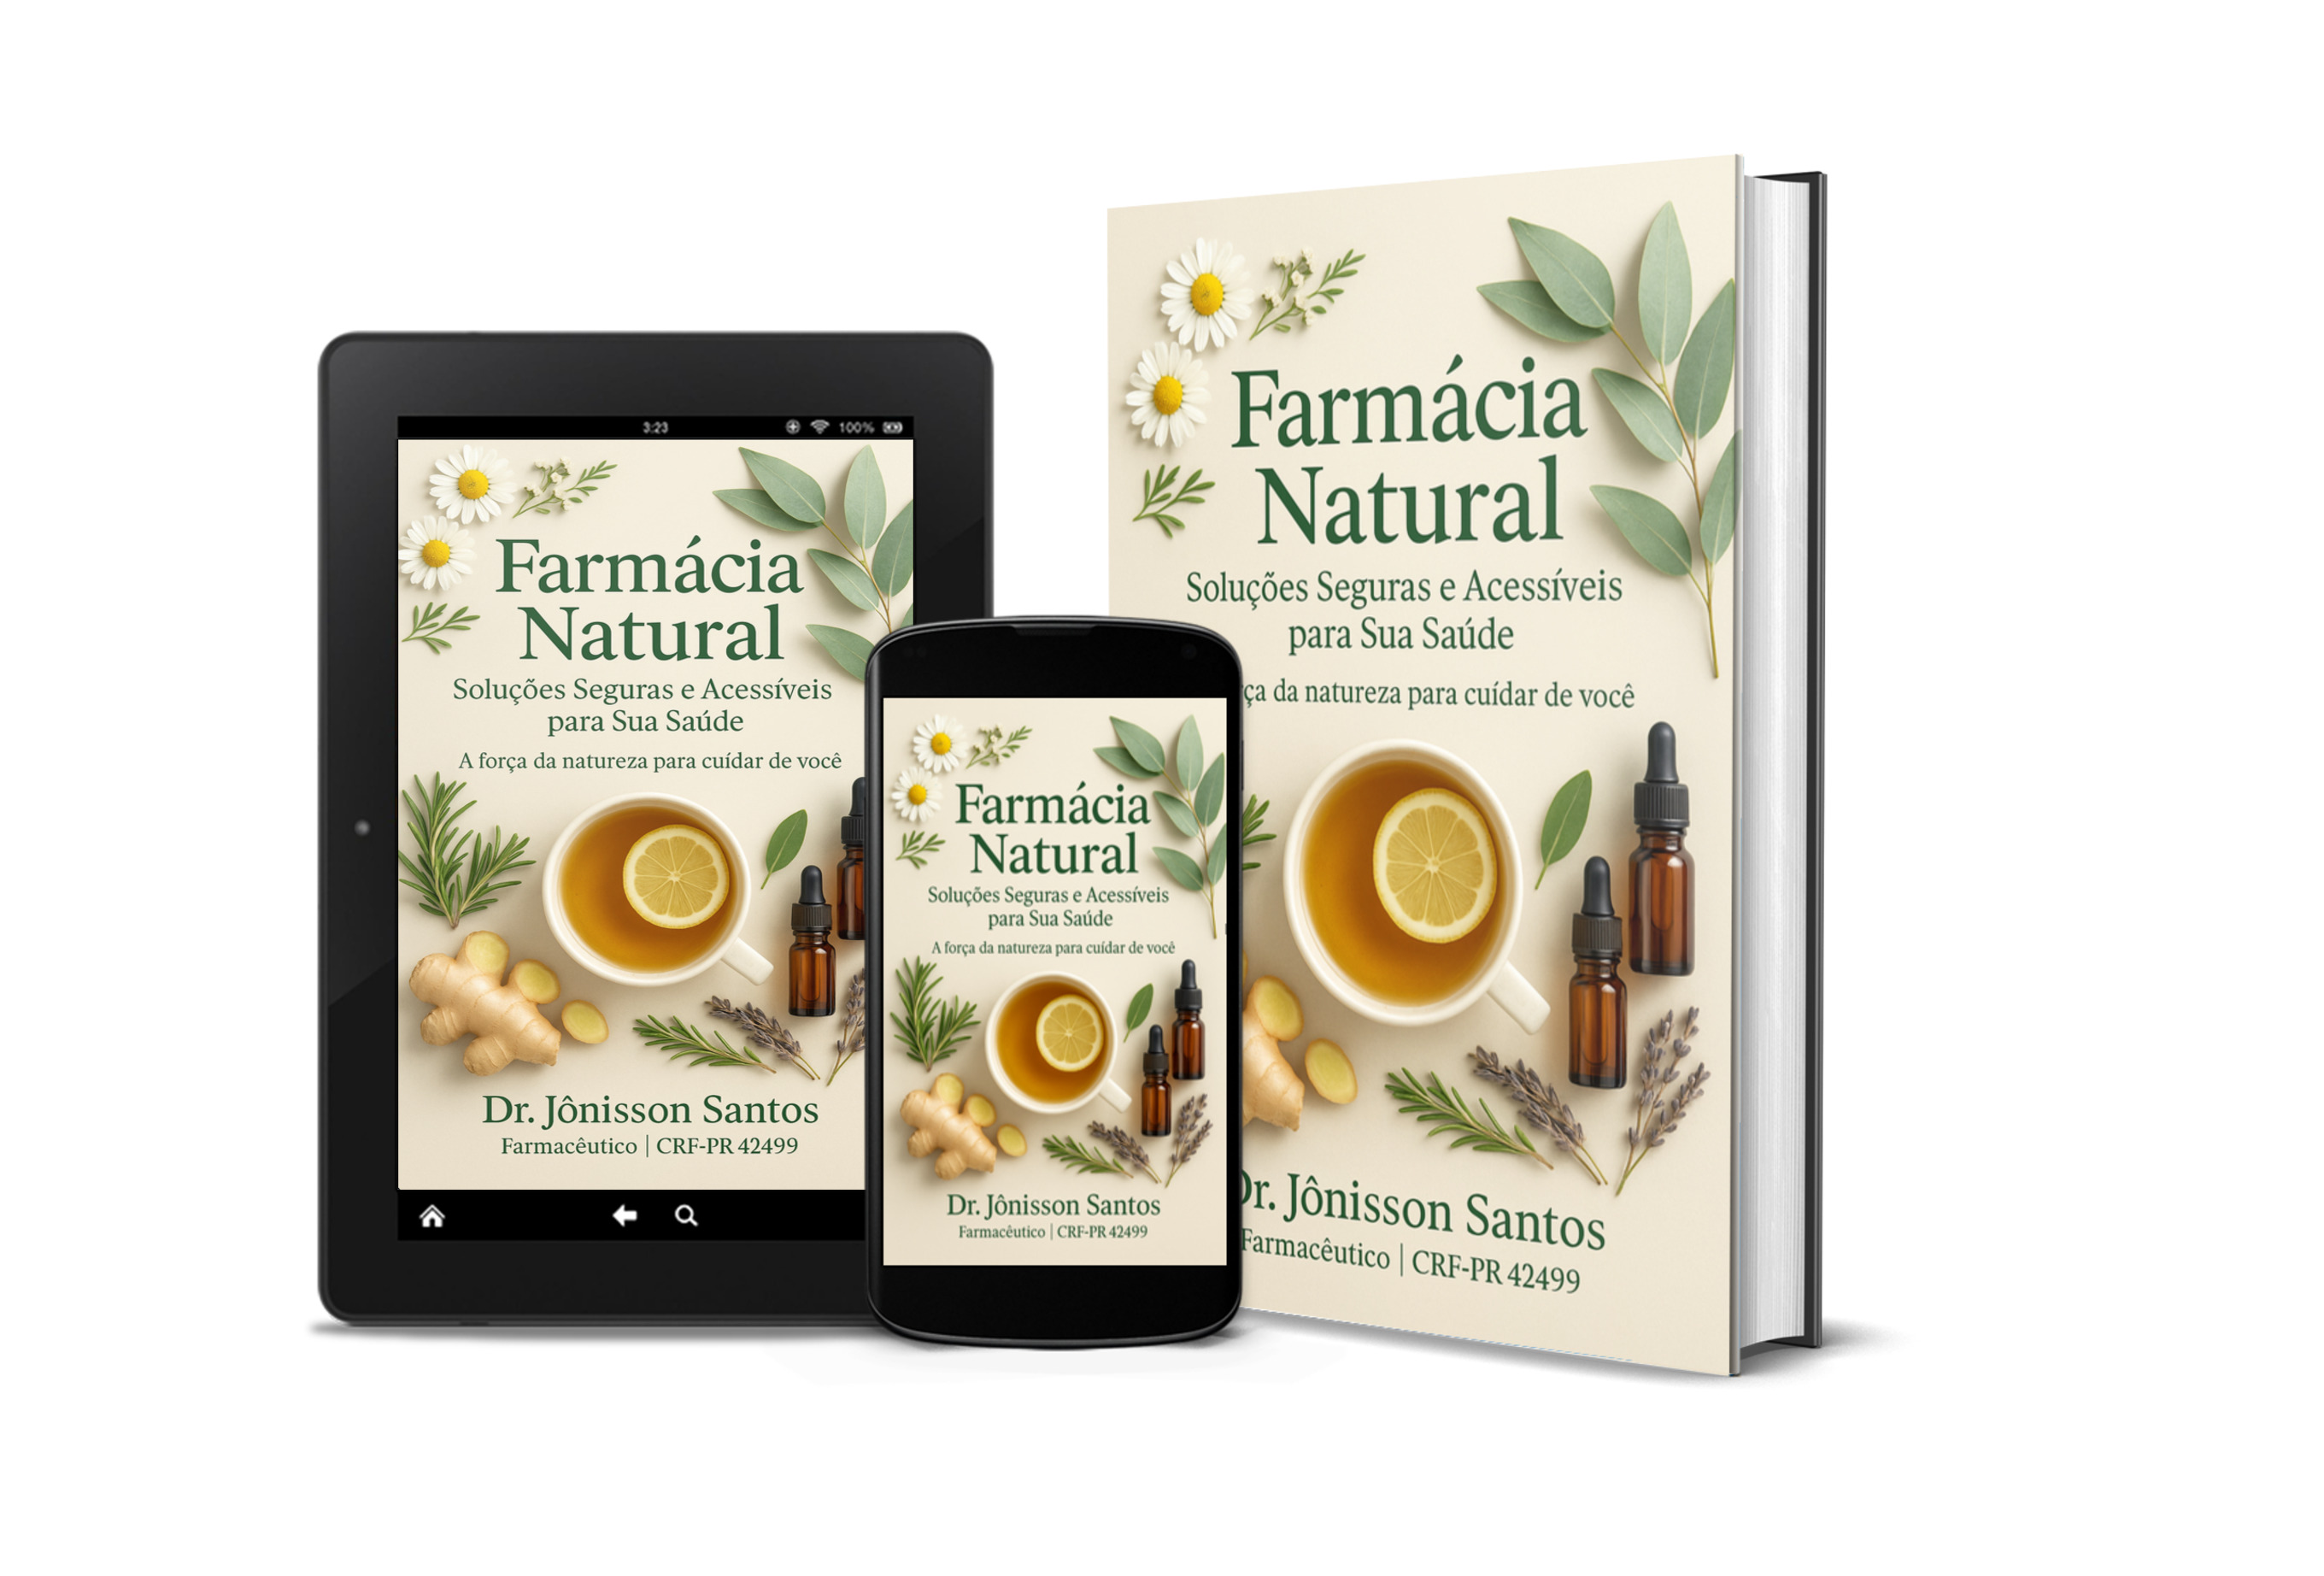 3:23
100%
Farmácia
Natural
Soluções Seguras e Acessíveis
para Sua Saúde
A força da natureza para cuídar de você
Dr. Jônisson Santos
Farmacêutico | CRF-PR 42499
Farmácia
Natural
Soluções Seguras e Acessíveis
para Sua Saúde
A força da natureza para cuídar de você
Dr. Jônisson Santos
Farmacêutico | CRF-PR 42499
Farmácia
Natural
Soluções Seguras e Acessíveis
para Sua Saúde
da natureza para cuídar de você
Jônisson Santos
Farmacêutico | CRF-PR 42499